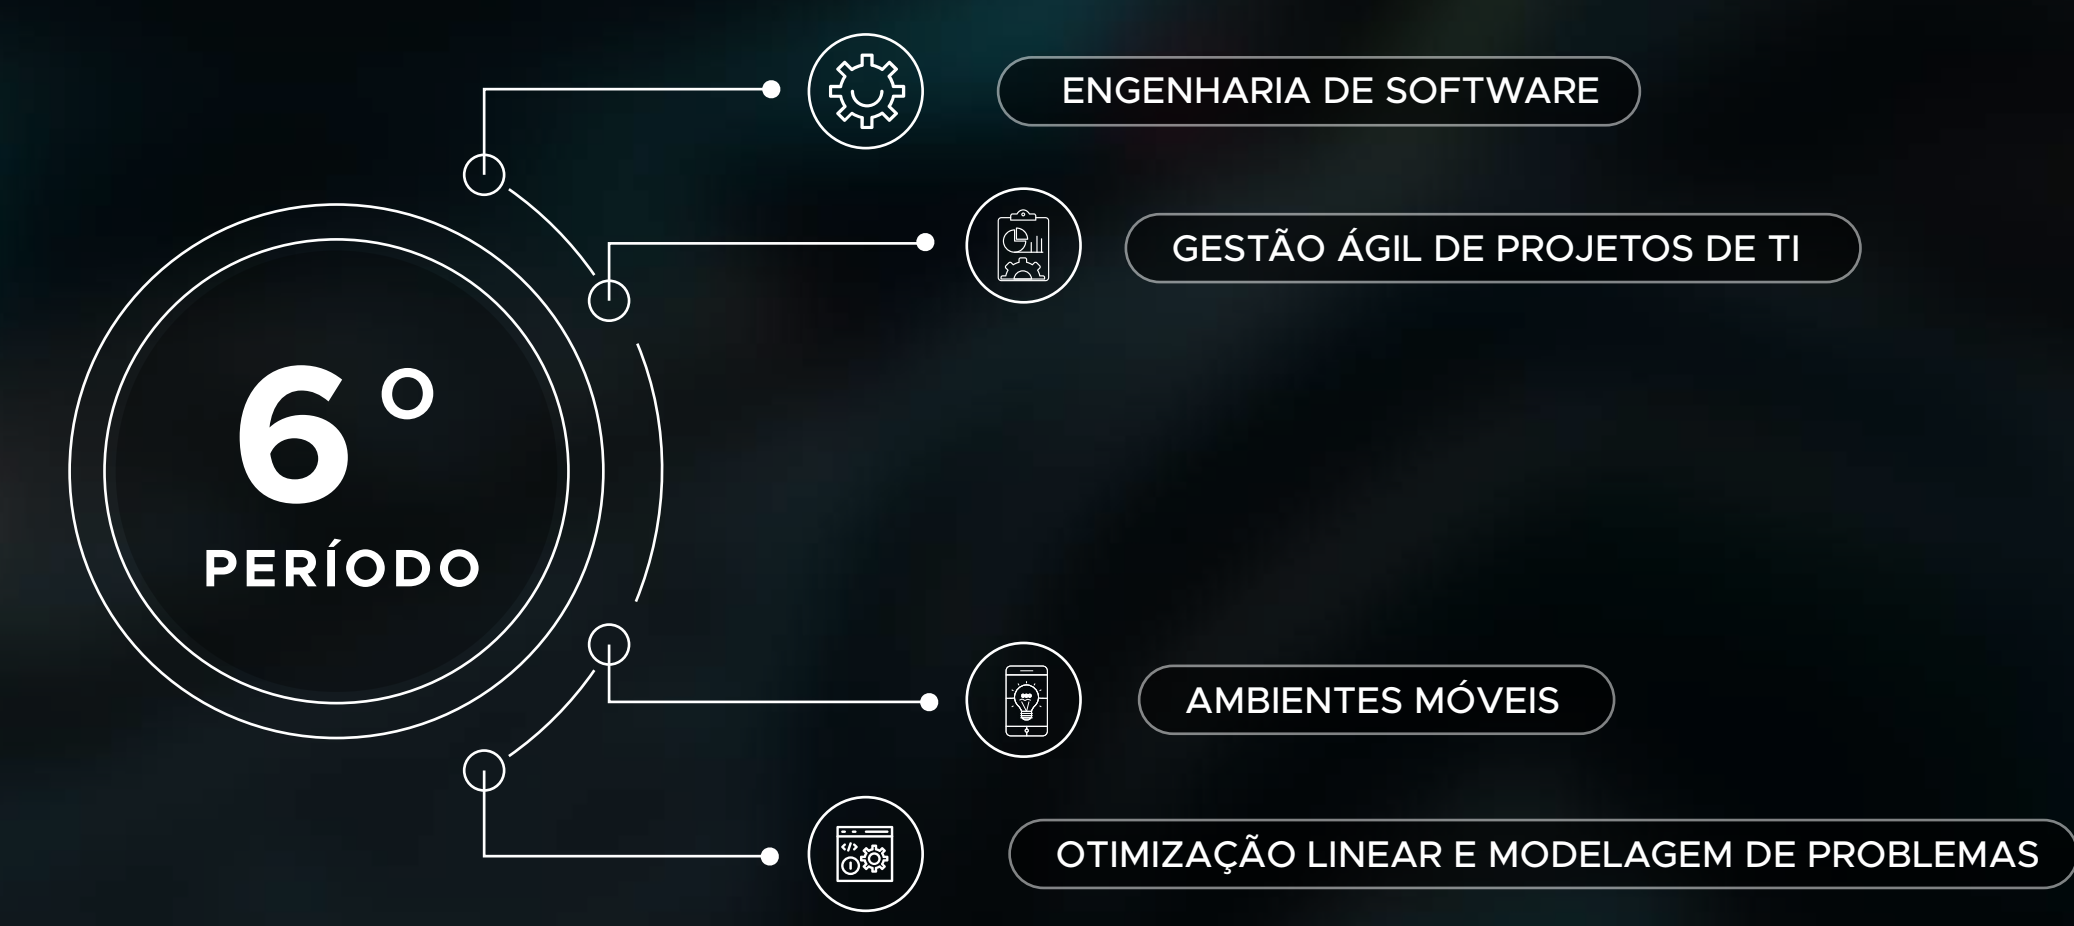 ENGENHARIA DE SOFTWARE
GESTÃO ÁGIL DE PROJETOS DE TI
6°
PERÍODO
AMBIENTES MÓVEIS
OTIMIZAÇÃO LINEAR E MODELAGEM DE PROBLEMAS